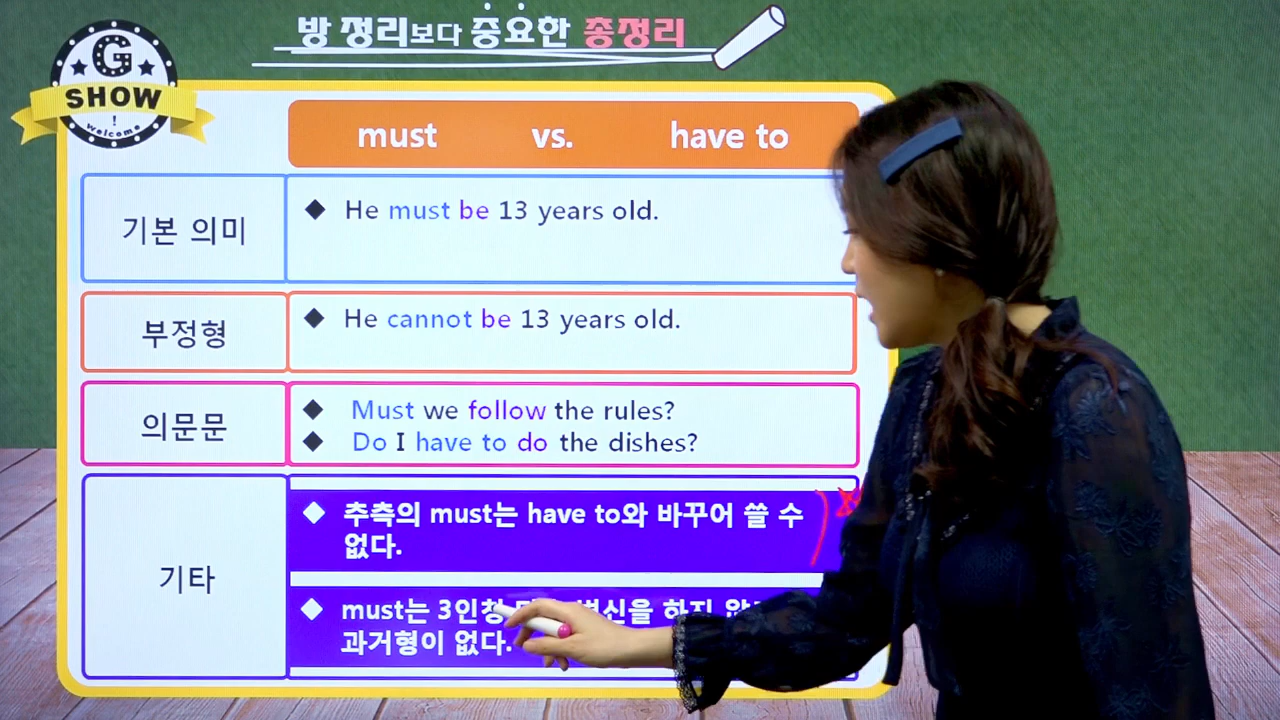 방 정리보다 중요한 총정리
G
SHOW
!
welcome
must vs. have to
기본 의미
◆ He must be 13 years old.
부정형
◆ He cannot be 13 years old.
의문문
◆ Must we follow the rules?
◆ Do I have to do the dishes?
기타
◆ 추측의 must는 have to와 바꾸어 쓸 수
없다.
◆ must는 3인칭 하지
과거형이 없다.